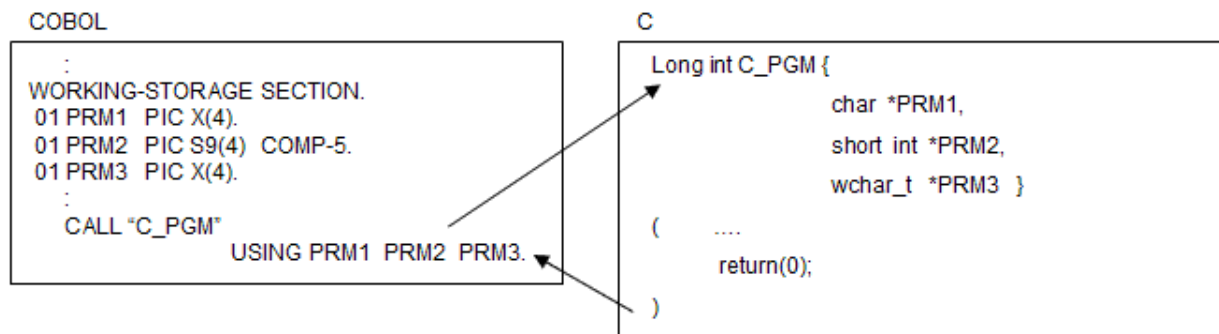 COBOL
:
WORKING-STORAGE SECTION.
01 PRM1 PIC X(4).
01 PRM2 PIC S9(4) COMP-5.
01 PRM3 PIC X(4).
:
CALL “C_PGM”
USING PRM1 PRM2 PRM3.
C
Long int C_PGM {
char *PRM1,
short int *PRM2,
wchar_t *PRM3 }
( ....
return(0);
)